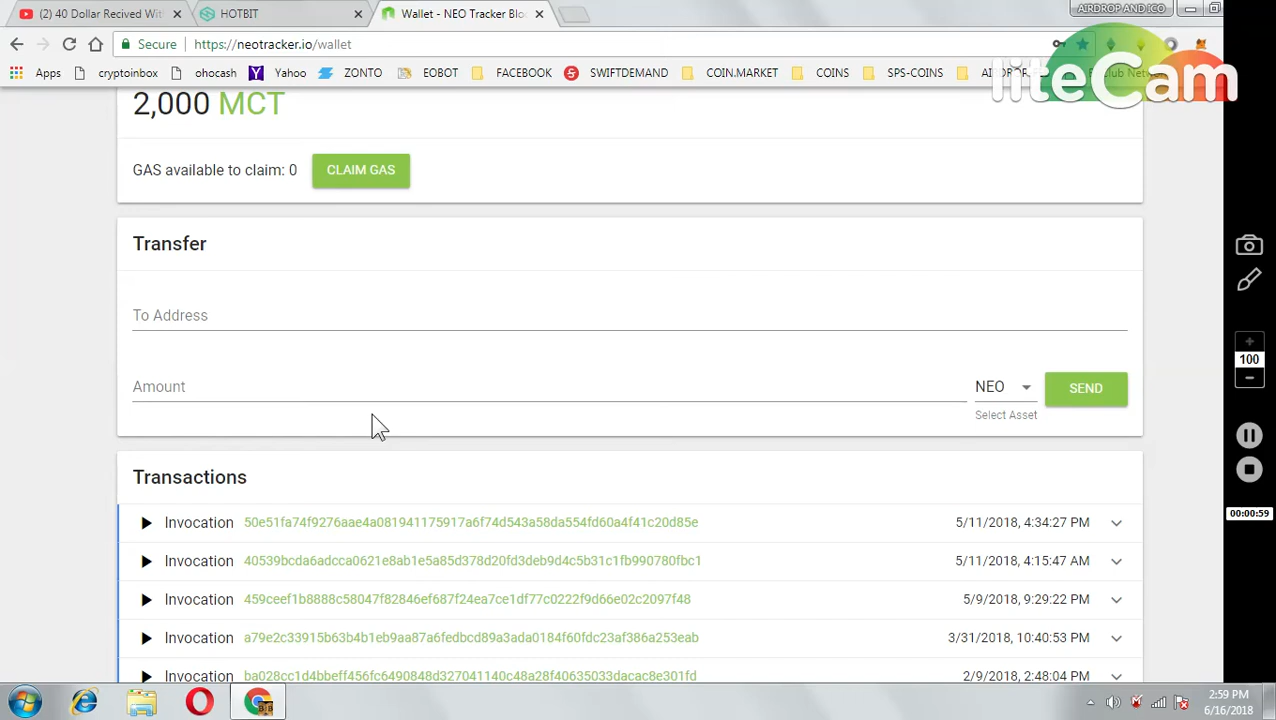 (2) 40 Dollar Recived Wit
HOTBIT
Wallet - NEO Tracker Blo
AIRDROP AND ICO
Secure
https://neotracker.io/wallet
Apps
cryptoinbox
ohocash
Yahoo
ZONTO
EOBOT
FACEBOOK
SWIFTDEMAND
COIN.MARKET
COINS
SPS-COINS
liteCam
2,000 MCT
GAS available to claim: 0
CLAIM GAS
Transfer
To Address
Amount
NEO
SEND
Select Asset
100
Transactions
00:00:59
Invocation 50e51fa74f9276aae4a081941175917a6f74d543a58da554fd60a4f41c20d85e 5/11/2018, 4:34:27 PM
Invocation 40539bcda6adcca0621e8ab1e5a85d378d20fd3deb9d4c5b31c1fb990780fbc1 5/11/2018, 4:15:47 AM
Invocation 459ceef1b8888c58047f82846ef687f24ea7ce1df77c0222f9d66e02c2097f48 5/9/2018, 9:29:22 PM
Invocation a79e2c33915b63b4b1eb9aa87a6fedbcd89a3ada0184f60fdc23af386a253eab 3/31/2018, 10:40:53 PM
Invocation ba028cc1d4bbeff456fc6490848d327041140c48a28f40635033dacac8e301fd 2/9/2018, 2:48:04 PM
2:59 PM
6/16/2018